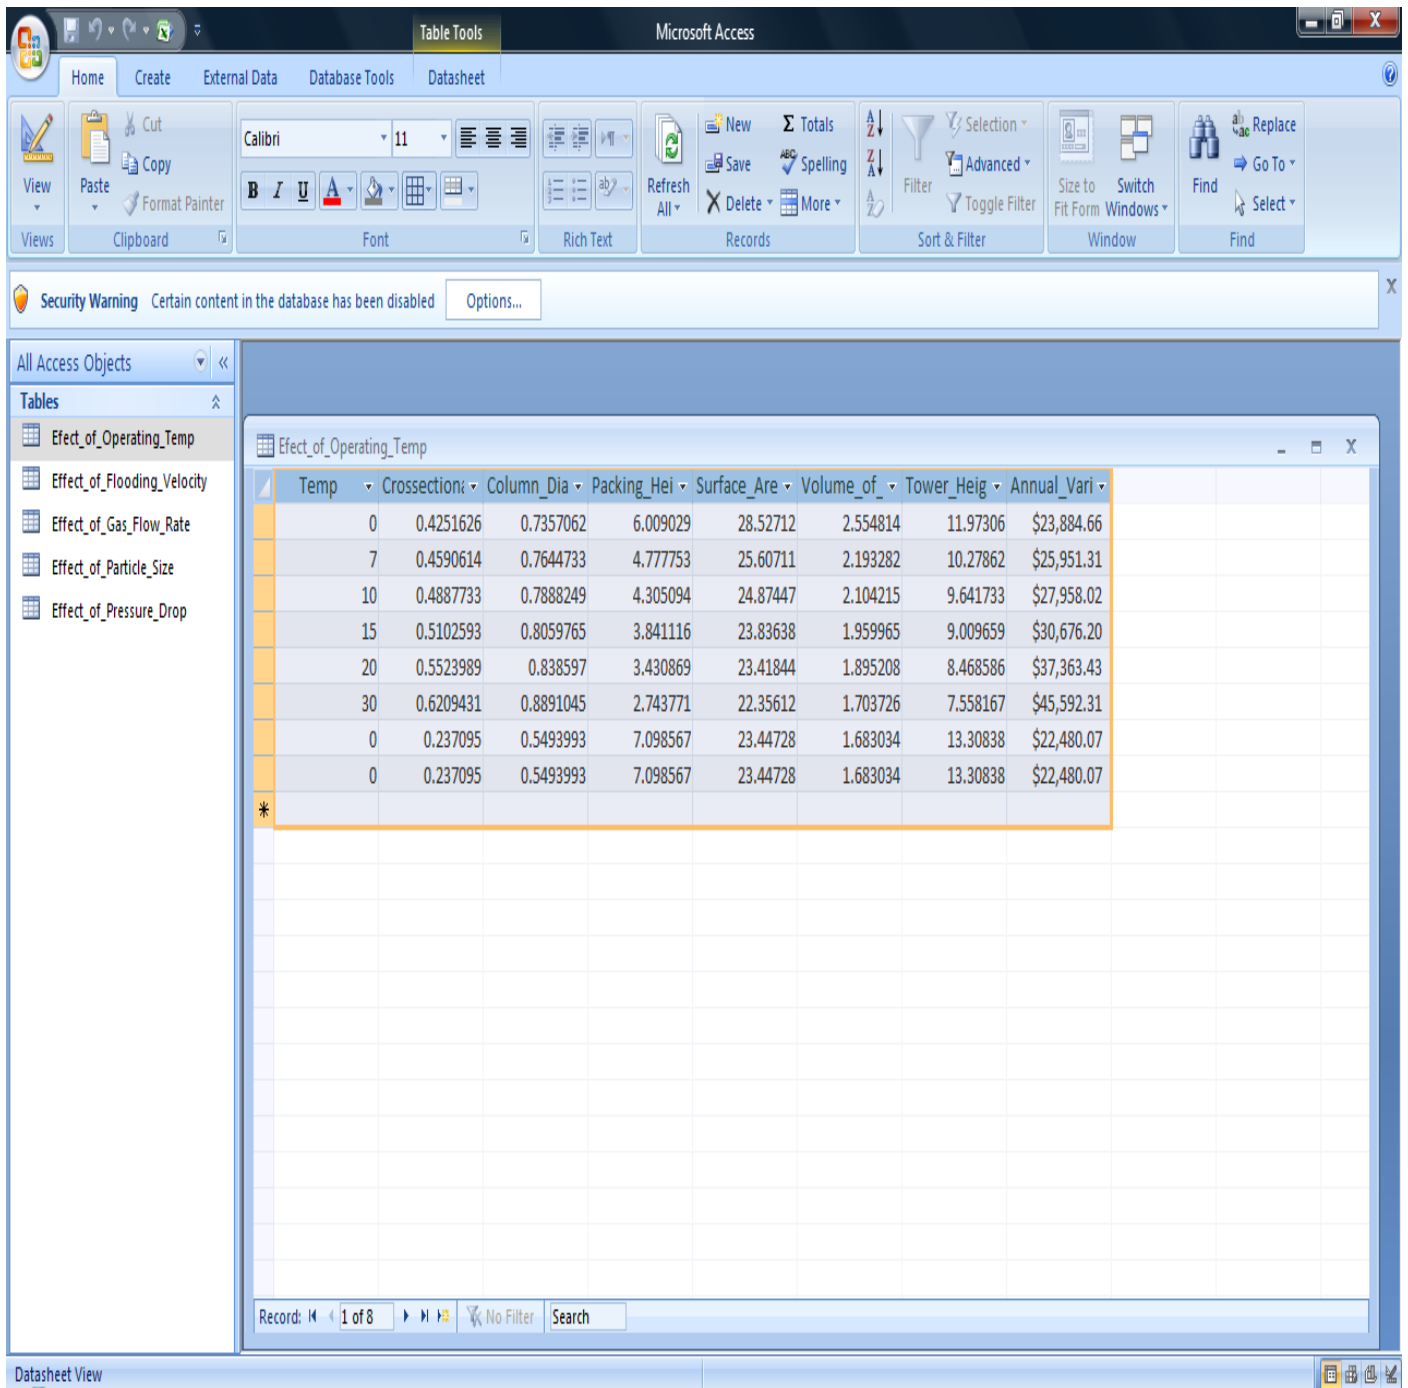 Table Tools Microsoft Access
Home Create External Data Database Tools Datasheet
View
Paste
Cut
Copy
Format Painter
Calibri 11
B I U A
Refresh All
New
Save
Delete
Σ Totals
Spelling
More
Filter
Selection
Advanced
Toggle Filter
Size to Fit Form
Switch Windows
Find
Replace
Go To
Select
Views Clipboard Font Rich Text Records Sort & Filter Window Find
Security Warning Certain content in the database has been disabled Options...
All Access Objects «
Tables
Efect_of_Operating_Temp
Effect_of_Flooding_Velocity
Effect_of_Gas_Flow_Rate
Effect_of_Particle_Size
Effect_of_Pressure_Drop
Efect_of_Operating_Temp
Temp Crossectiona Column_Dia Packing_Hei Surface_Are Volume_of_ Tower_Heig Annual_Vari
0 0.4251626 0.7357062 6.009029 28.52712 2.554814 11.97306 $23,884.66
7 0.4590614 0.7644733 4.777753 25.60711 2.193282 10.27862 $25,951.31
10 0.4887733 0.7888249 4.305094 24.87447 2.104215 9.641733 $27,958.02
15 0.5102593 0.8059765 3.841116 23.83638 1.959965 9.009659 $30,676.20
20 0.5523989 0.838597 3.430869 23.41844 1.895208 8.468586 $37,363.43
30 0.6209431 0.8891045 2.743771 22.35612 1.703726 7.558167 $45,592.31
0 0.237095 0.5493993 7.098567 23.44728 1.683034 13.30838 $22,480.07
0 0.237095 0.5493993 7.098567 23.44728 1.683034 13.30838 $22,480.07
*
Record: 1 of 8 No Filter Search
Datasheet View